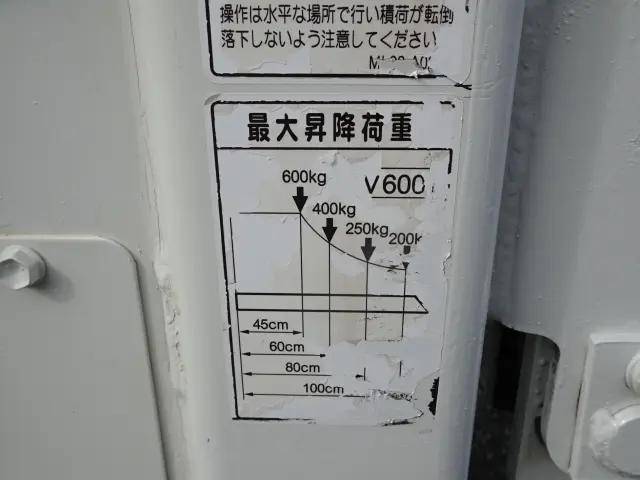 操作は水平な場所で行い積荷が転倒
落下しないよう注意してください
最大昇降荷重
V600
600kg
400kg
250kg
200k
45cm
60cm
80cm
100cm